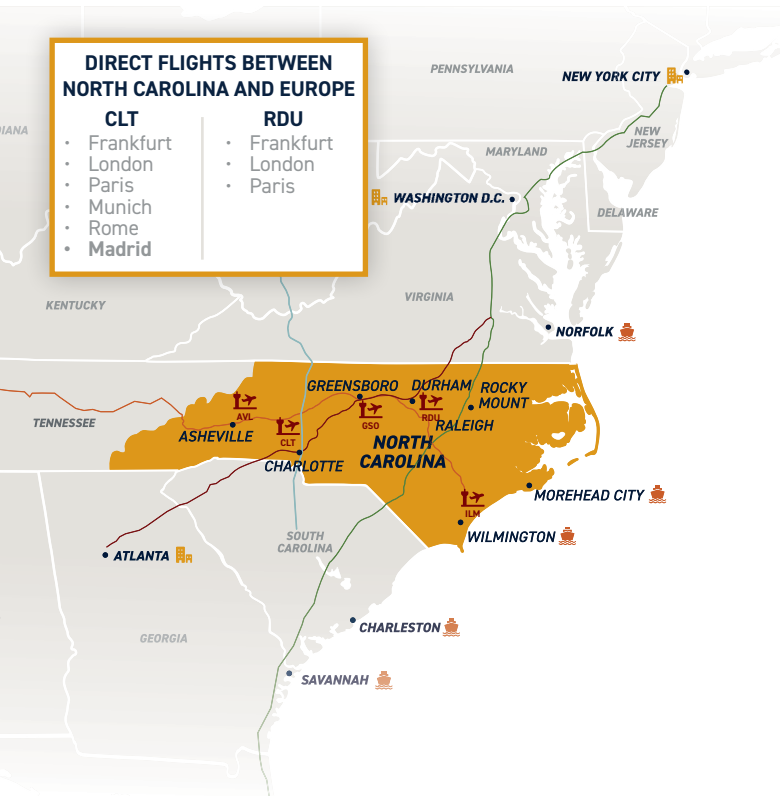 DIRECT FLIGHTS BETWEEN
NORTH CAROLINA AND EUROPE
CLT
• Frankfurt
• London
• Paris
• Munich
• Rome
• Madrid
RDU
• Frankfurt
• London
• Paris
PENNSYLVANIA
NEW YORK CITY
IANA
NEW
JERSEY
MARYLAND
WASHINGTON D.C.
DELAWARE
KENTUCKY
VIRGINIA
NORFOLK
GREENSBORO
DURHAM
ROCKY
MOUNT
AVL
GSO
RDU
TENNESSEE
ASHEVILLE
CLT
RALEIGH
NORTH
CAROLINA
CHARLOTTE
MOREHEAD CITY
ILM
WILMINGTON
SOUTH
CAROLINA
ATLANTA
CHARLESTON
GEORGIA
SAVANNAH